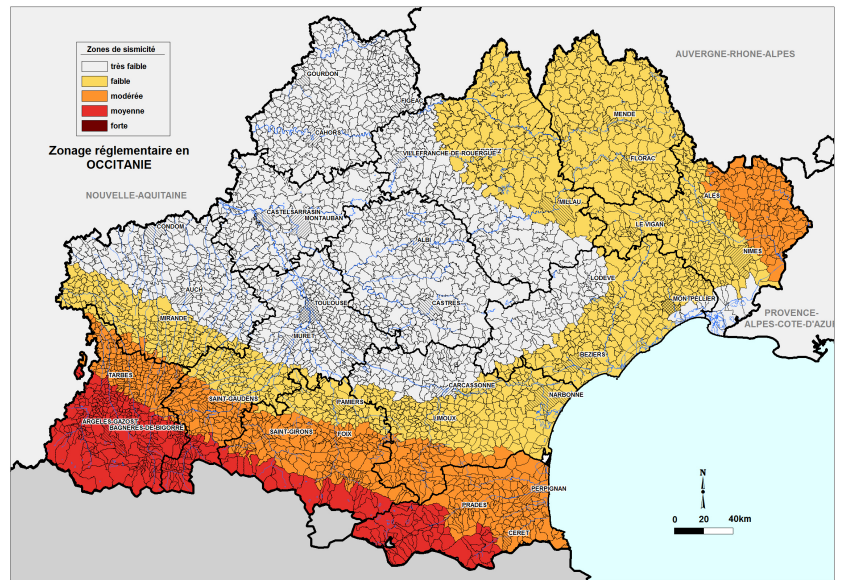 AUVERGNE-RHONE-ALPES
Zones de sismicité
très faible
faible
modérée
moyenne
forte
Zonage réglementaire en
OCCITANIE
NOUVELLE-AQUITAINE
GOURDON
FIGEAC
CAHORS
MENDE
VILLEFRANCHE-DE-ROUERGUE
FLORAC
ALES
MILLAU
CASTELSARRASIN
MONTAUBAN
CONDOM
LE-VIGAN
ALBI
NIMES
LODEVE
AUCH
TOULOUSE
CASTRES
MONTPELLIER
PROVENCE-
ALPES-COTE-D'AZUR
MIRANDE
MURET
BEZIERS
TARBES
CARCASSONNE
NARBONNE
SAINT-GAUDENS
PAMIERS
LIMOUX
ARGELES-GAZOST
BAGNERES-DE-BIGORRE
SAINT-GIRONS
FOIX
N
PERPIGNAN
PRADES
CERET
0 20 40km